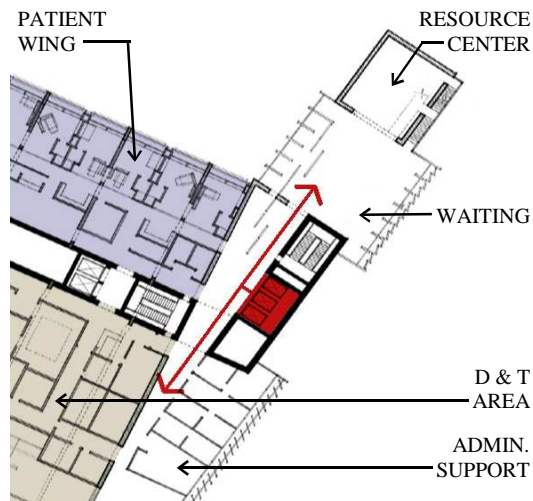 PATIENT
WING
RESOURCE
CENTER
WAITING
D & T
AREA
ADMIN.
SUPPORT